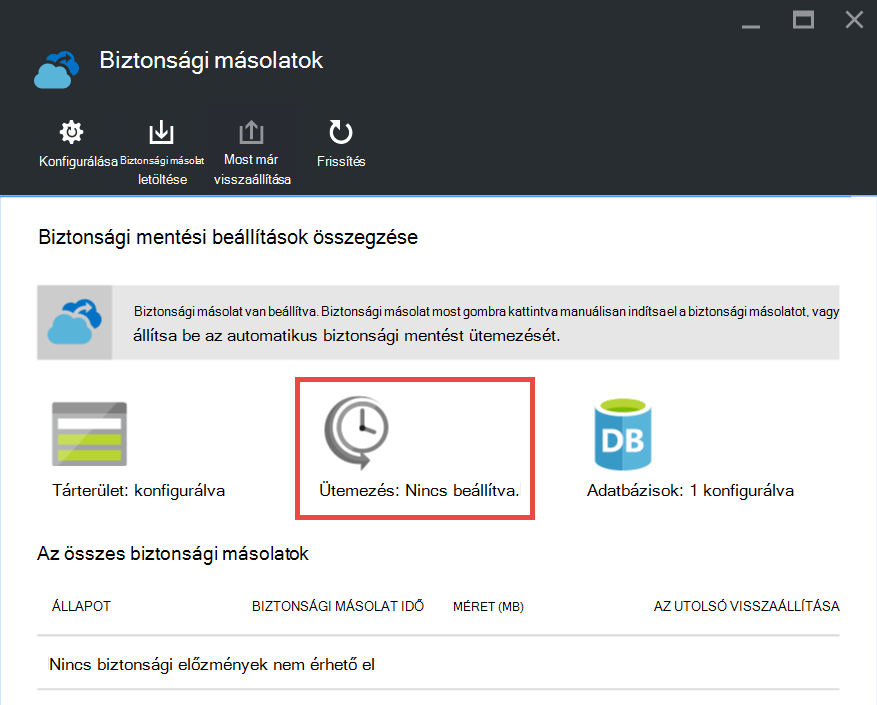 Biztonsági másolatok
Konfigurálása Biztonsági másolat Most már Frissítés
letöltése visszaállítása
Biztonsági mentési beállítások összegzése
Biztonsági másolat van beállítva. Biztonsági másolat most gombra kattintva manuálisan indítsa el a biztonsági másolatot, vagy
állítsa be az automatikus biztonsági mentést ütemezését.
DB
Tárterület: konfigurálva Ütemezés: Nincs beállítva. Adatbázisok: 1 konfigurálva
Az összes biztonsági másolatok
ÁLLAPOT BIZTONSÁGI MÁSOLAT IDŐ MÉRET (MB) AZ UTOLSÓ VISSZAÁLLÍTÁSA
Nincs biztonsági előzmények nem érhető el